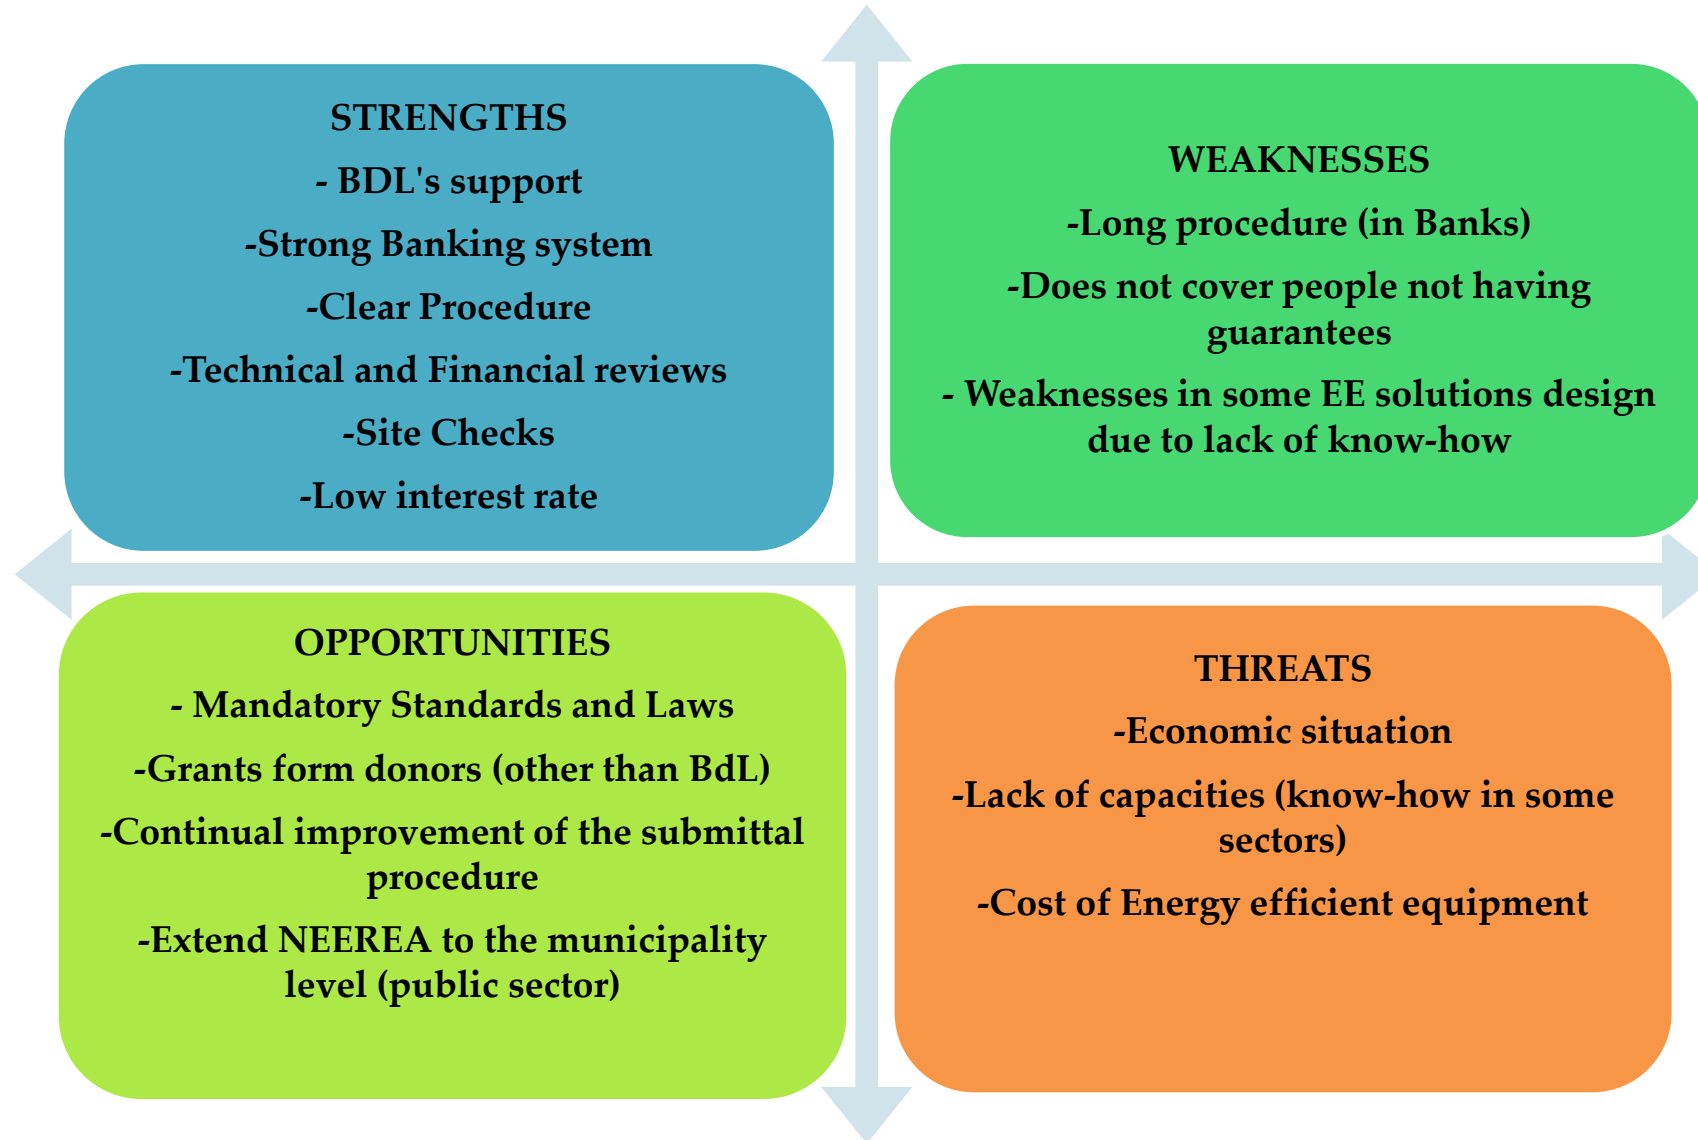 STRENGTHS
- BDL's support
-Strong Banking system
-Clear Procedure
-Technical and Financial reviews
-Site Checks
-Low interest rate
WEAKNESSES
-Long procedure (in Banks)
-Does not cover people not having
guarantees
- Weaknesses in some EE solutions design
due to lack of know-how
OPPORTUNITIES
- Mandatory Standards and Laws
-Grants form donors (other than BdL)
-Continual improvement of the submittal
procedure
-Extend NEEREA to the municipality
level (public sector)
THREATS
-Economic situation
-Lack of capacities (know-how in some
sectors)
-Cost of Energy efficient equipment